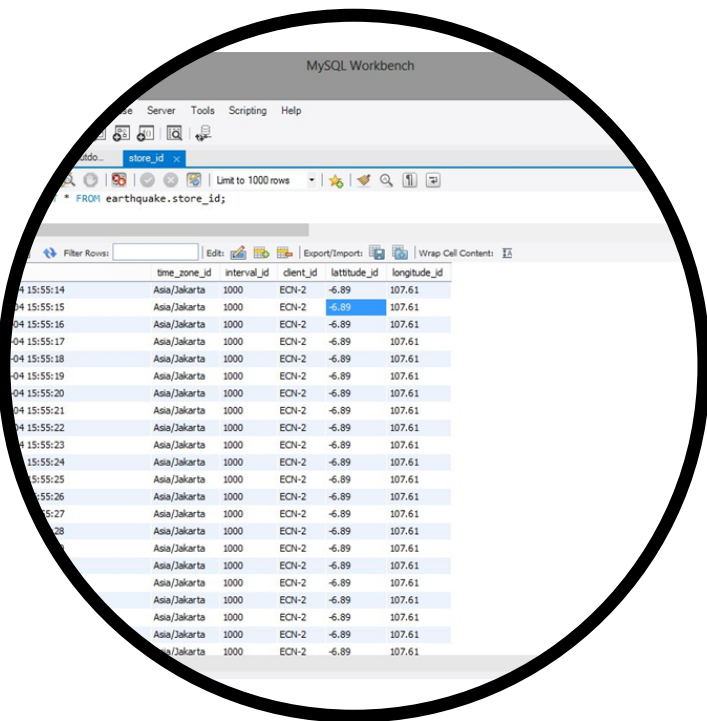 MySQL Workbench
Server Tools Scripting Help
store_id ×
Limit to 1000 rows
* FROM earthquake.store_id;
Filter Rows: Edit: Export/Import: Wrap Cell Content:
time_zone_id interval_id client_id lattitude_id longitude_id
15:55:14 Asia/Jakarta 1000 ECN-2 -6.89 107.61
04 15:55:15 Asia/Jakarta 1000 ECN-2 -6.89 107.61
-04 15:55:16 Asia/Jakarta 1000 ECN-2 -6.89 107.61
-04 15:55:17 Asia/Jakarta 1000 ECN-2 -6.89 107.61
-04 15:55:18 Asia/Jakarta 1000 ECN-2 -6.89 107.61
-04 15:55:19 Asia/Jakarta 1000 ECN-2 -6.89 107.61
-04 15:55:20 Asia/Jakarta 1000 ECN-2 -6.89 107.61
04 15:55:21 Asia/Jakarta 1000 ECN-2 -6.89 107.61
15:55:22 Asia/Jakarta 1000 ECN-2 -6.89 107.61
15:55:23 Asia/Jakarta 1000 ECN-2 -6.89 107.61
15:55:24 Asia/Jakarta 1000 ECN-2 -6.89 107.61
5:55:25 Asia/Jakarta 1000 ECN-2 -6.89 107.61
:55:26 Asia/Jakarta 1000 ECN-2 -6.89 107.61
:27 Asia/Jakarta 1000 ECN-2 -6.89 107.61
28 Asia/Jakarta 1000 ECN-2 -6.89 107.61
Asia/Jakarta 1000 ECN-2 -6.89 107.61
Asia/Jakarta 1000 ECN-2 -6.89 107.61
Asia/Jakarta 1000 ECN-2 -6.89 107.61
Asia/Jakarta 1000 ECN-2 -6.89 107.61
Asia/Jakarta 1000 ECN-2 -6.89 107.61
Asia/Jakarta 1000 ECN-2 -6.89 107.61
1000 ECN-2 -6.89 107.61